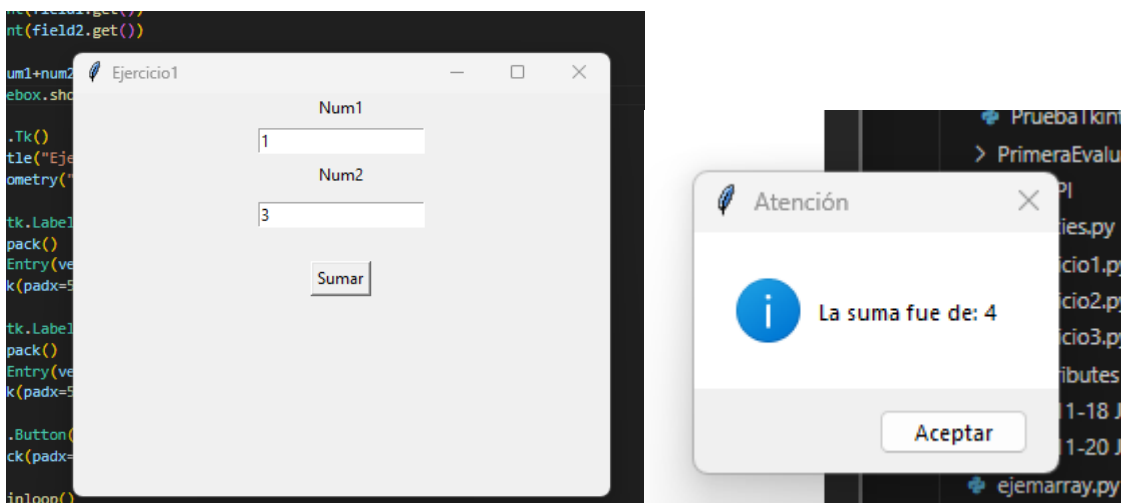 nt(field2.get())
um1+num2
ebox.sho
.Tk()
tle("Eje
ometry("
tk.Label
pack()
Entry(ve
k(padx=5
tk.Label
pack()
Entry(ve
k(padx=5
.Button(
ck(padx=
inloop()
Ejercicio1
Num1
1
Num2
3
Sumar
PruebaTkint
PrimeraEvalu
PI
ies.py
icio1.py
icio2.py
icio3.py
ributes
11-18 J
11-20 J
ejemarray.py
Atención
La suma fue de: 4
Aceptar